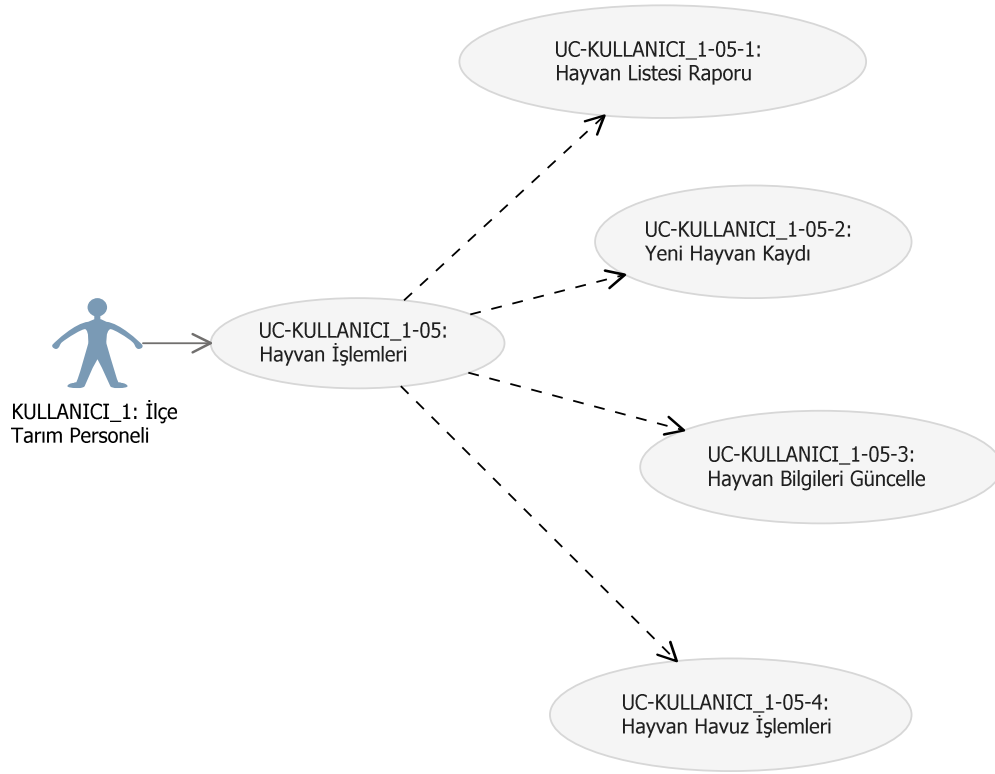 UC-KULLANICI_1-05-1:
Hayvan Listesi Raporu
UC-KULLANICI_1-05-2:
Yeni Hayvan Kaydı
UC-KULLANICI_1-05:
Hayvan İşlemleri
KULLANICI_1: İlçe
Tarım Personeli
UC-KULLANICI_1-05-3:
Hayvan Bilgileri Güncelle
UC-KULLANICI_1-05-4:
Hayvan Havuz İşlemleri